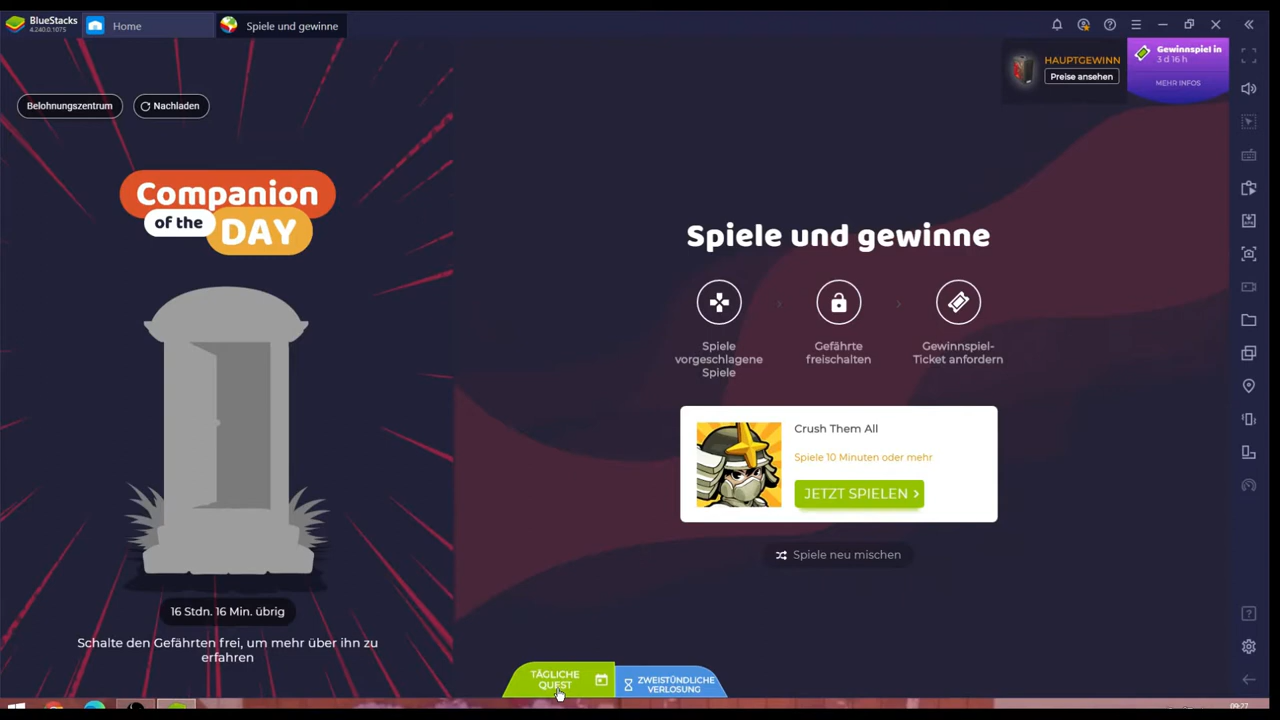 BlueStacks
4.240.0.1075
Home
Spiele und gewinne
HAUPTGEWINN
Preise ansehen
Gewinnspiel in
3 d 16 h
MEHR INFOS
Belohnungszentrum
Nachladen
Companion
of the
DAY
16 Stdn. 16 Min. übrig
Schalte den Gefährten frei, um mehr über ihn zu
erfahren
Spiele und gewinne
Spiele
vorgeschlagene
Spiele
Gefährte
freischalten
Gewinnspiel-
Ticket anfordern
Crush Them All
Spiele 10 Minuten oder mehr
JETZT SPIELEN
Spiele neu mischen
TÄGLICHE
QUEST
ZWEISTÜNDLICHE
VERLOSUNG
09:27